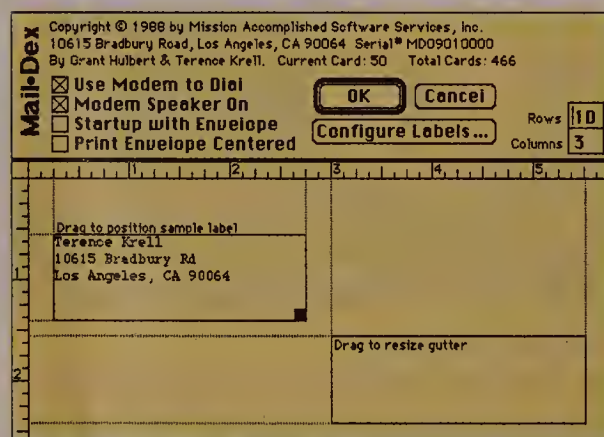 Mail•Dex
Copyright © 1988 by Mission Accomplished Software Services, Inc.
10615 Bradbury Road, Los Angeles, CA 90064 Serial# MD09010000
By Grant Hulbert & Terence Krell. Current Card: 50 Total Cards: 466
Use Modem to Dial
Modem Speaker On
Startup with Envelope
Print Envelope Centered
OK
Cancel
Configure Labels...
Rows 10
Columns 3
1 2 3 4 5
Drag to position sample label
Terence Krell
10615 Bradbury Rd
Los Angeles, CA 90064
1
Drag to resize gutter
2